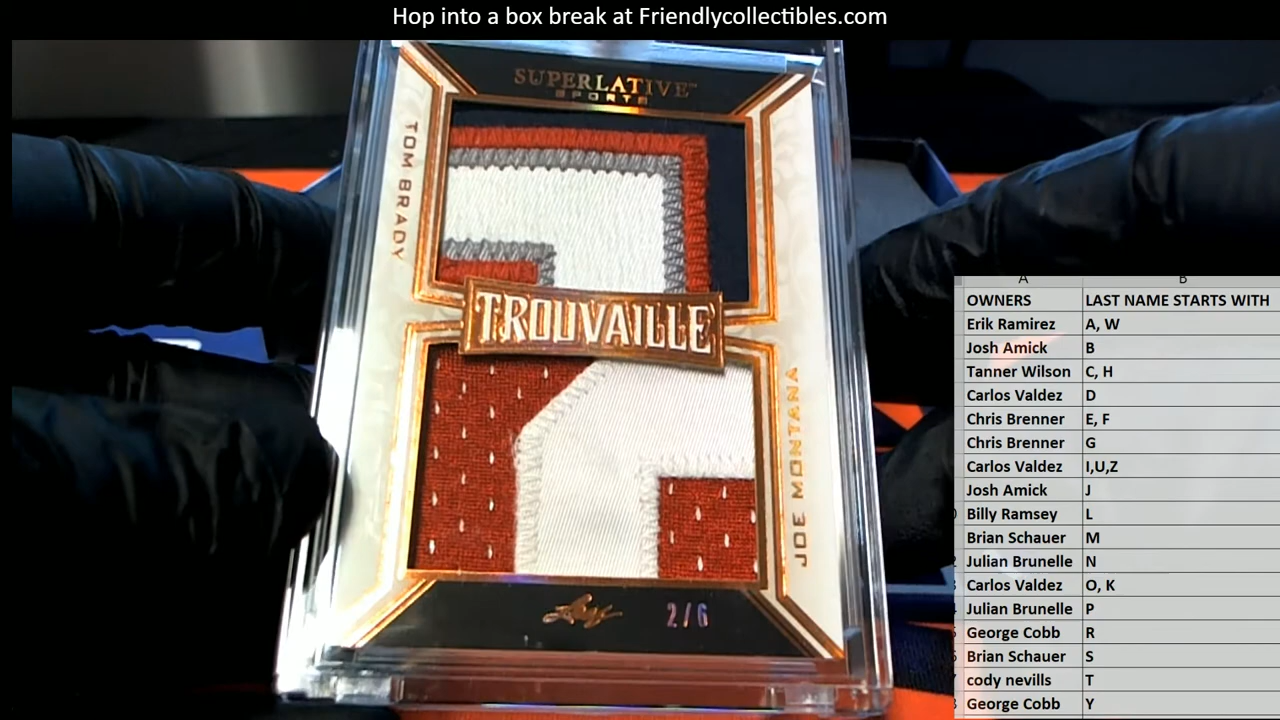 Hop into a box break at Friendlycollectibles.com
SUPERLATIVE™
SPORTS
TOM BRADY
TROUVAILLE
JOE MONTANA
Leaf
2/6
A B
OWNERS LAST NAME STARTS WITH
Erik Ramirez A, W
Josh Amick B
Tanner Wilson C, H
Carlos Valdez D
Chris Brenner E, F
Chris Brenner G
Carlos Valdez I,U,Z
Josh Amick J
Billy Ramsey L
Brian Schauer M
Julian Brunelle N
Carlos Valdez O, K
Julian Brunelle P
George Cobb R
Brian Schauer S
cody nevills T
George Cobb Y